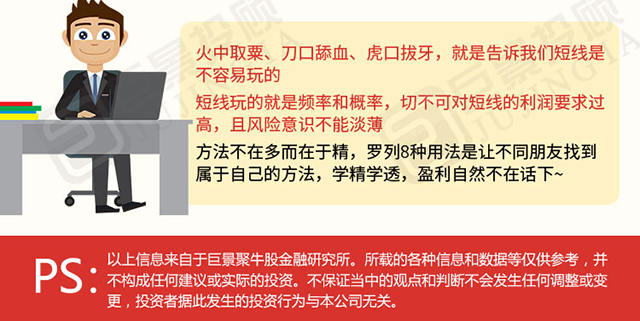 火中取粟、刀口舔血、虎口拔牙，就是告诉我们短线是
不容易玩的
短线玩的就是频率和概率，切不可对短线的利润要求过
高，且风险意识不能淡薄
方法不在多而在于精，罗列8种用法是让不同朋友找到
属于自己的方法，学精学透，盈利自然不在话下~
PS:
以上信息来自于巨景聚牛股金融研究所。所载的各种信息和数据等仅供参考，并
不构成任何建议或实际的投资。不保证当中的观点和判断不会发生任何调整或变
更，投资者据此发生的投资行为与本公司无关。